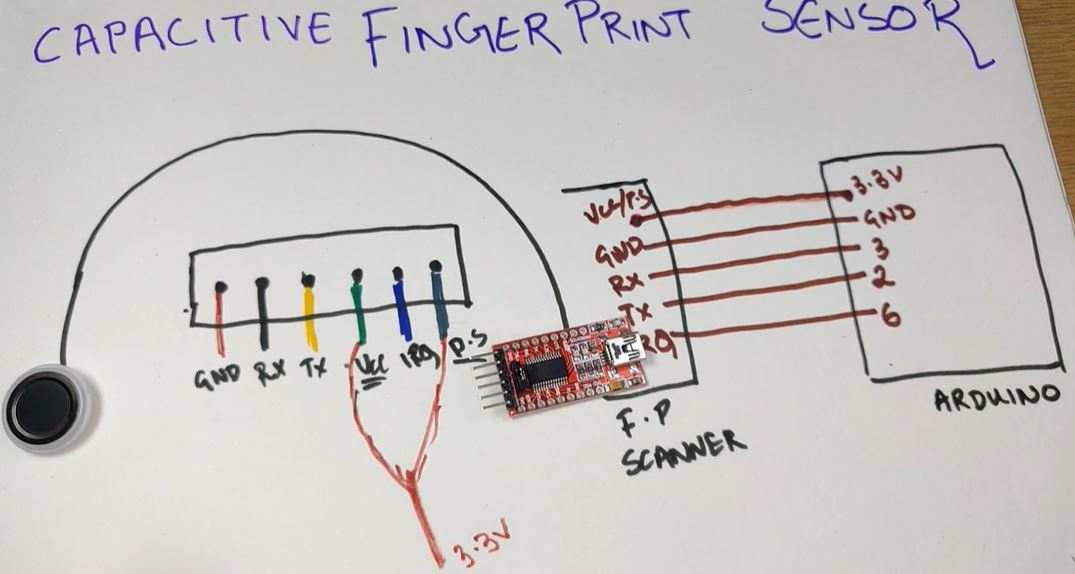 CAPACITIVE FINGER PRINT SENSOR
GND RX TX VCC IRQ P.S
3.3V
VCC/P.S
GND
RX
TX
F.P
SCANNER
3.3V
GND
3
2
6
ARDUINO